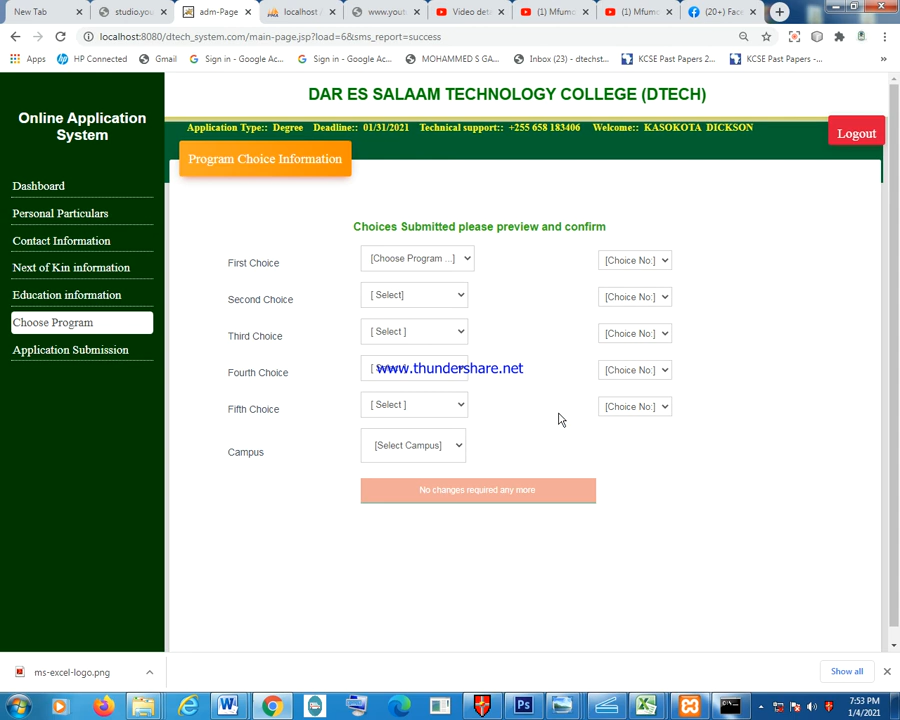 New Tab
studio.yo
adm-Page
localhost
www.yout
Video det
(1) Mfumo
(1) Mfumo
(20+) Fac
localhost:8080/dtech_system.com/main-page.jsp?load=6&sms_report=success
Apps
HP Connected
Gmail
Sign in - Google Ac...
Sign in - Google Ac...
MOHAMMED S GA...
Inbox (23) - dtechst...
KCSE Past Papers 2...
KCSE Past Papers -...
DAR ES SALAAM TECHNOLOGY COLLEGE (DTECH)
Online Application
System
Application Type:: Degree Deadline:: 01/31/2021 Technical support:: +255 658 183406 Welcome:: KASOKOTA DICKSON
Logout
Program Choice Information
Dashboard
Personal Particulars
Contact Information
Next of Kin information
Education information
Choose Program
Application Submission
Choices Submitted please preview and confirm
First Choice
[Choose Program ...]
[Choice No:]
Second Choice
[ Select]
[Choice No:]
Third Choice
[ Select ]
[Choice No:]
Fourth Choice
www.thundershare.net
[Choice No:]
Fifth Choice
[ Select ]
[Choice No:]
Campus
[Select Campus]
No changes required any more
ms-excel-logo.png
Show all
7:53 PM
1/4/2021